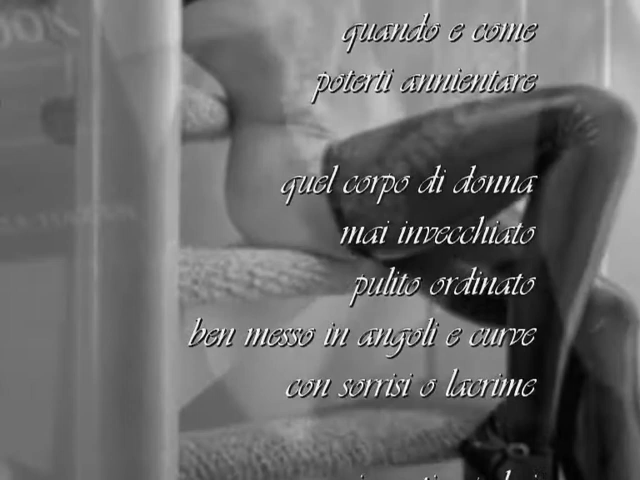 quando e come
poterti annientare
quel corpo di donna
mai invecchiato
pulito ordinato
ben messo in angoli e curve
con sorrisi o lacrime